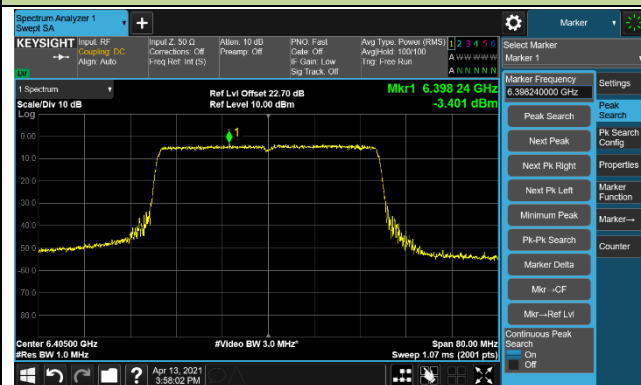 Spectrum Analyzer 1
Swept SA
+
Marker
KEYSIGHT
Input: RF
Coupling: DC
Align: Auto
Input Z: 50 Ω
Corrections: Off
Freq Ref: Int (S)
Atten: 10 dB
Preamp: Off
PNO: Fast
Gate: Off
IF Gain: Low
Sig Track: Off
Avg Type: Power (RMS)
Avg|Hold: 100/100
Trig: Free Run
1 2 3 4 5 6
A W W W W W
A N N N N N
LXI
Select Marker
Marker 1
1 Spectrum
Scale/Div 10 dB
Ref Lvl Offset 22.70 dB
Ref Level 10.00 dBm
Mkr1 6.398 24 GHz
-3.401 dBm
Log
0.00
-10.0
-20.0
-30.0
-40.0
-50.0
-60.0
-70.0
-80.0
1
Center 6.40500 GHz
#Res BW 1.0 MHz
#Video BW 3.0 MHz*
Span 80.00 MHz
Sweep 1.07 ms (2001 pts)
Marker Frequency
6.398240000 GHz
Peak Search
Next Peak
Next Pk Right
Next Pk Left
Minimum Peak
Pk-Pk Search
Marker Delta
Mkr→CF
Mkr→Ref Lvl
Continuous Peak
Search
On
Off
Settings
Peak
Search
Pk Search
Config
Properties
Marker
Function
Marker→
Counter
?
Apr 13, 2021
3:58:02 PM